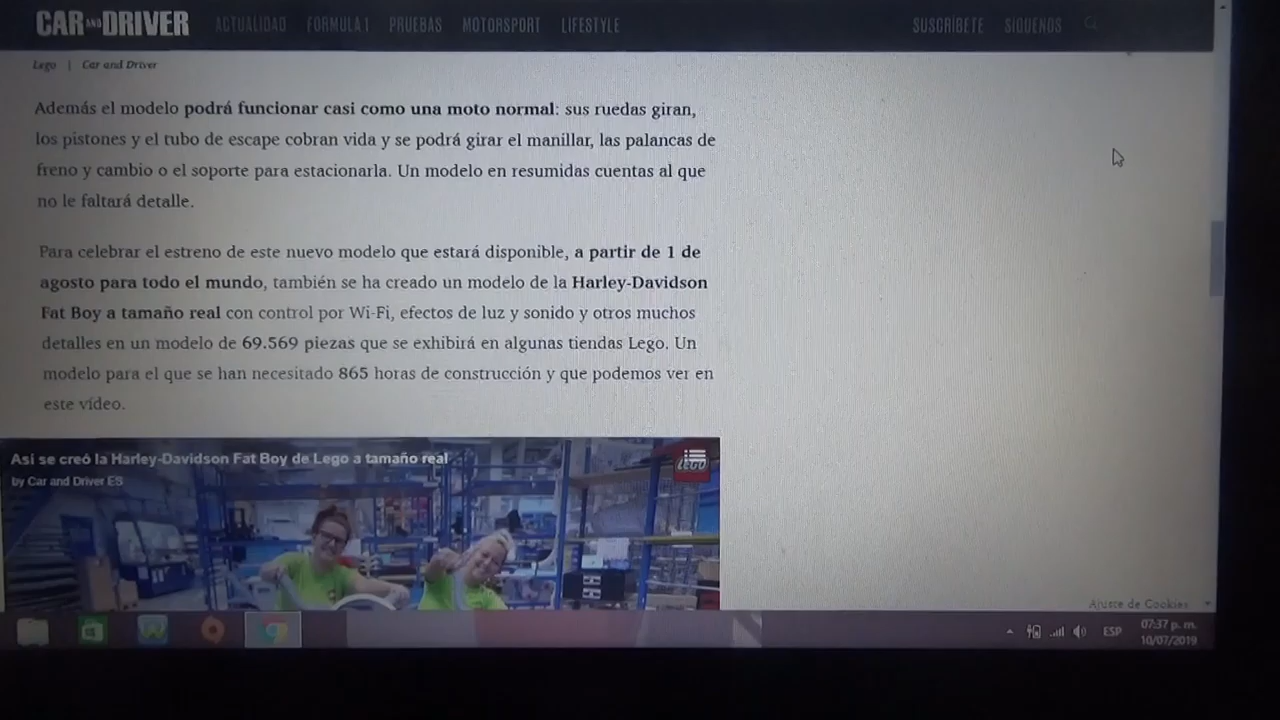 CAR AND DRIVER ACTUALIDAD FÓRMULA 1 PRUEBAS MOTORSPORT LIFESTYLE SUSCRÍBETE SÍGUENOS
Lego | Car and Driver
Además el modelo podrá funcionar casi como una moto normal: sus ruedas giran,
los pistones y el tubo de escape cobran vida y se podrá girar el manillar, las palancas de
freno y cambio o el soporte para estacionarla. Un modelo en resumidas cuentas al que
no le faltará detalle.
Para celebrar el estreno de este nuevo modelo que estará disponible, a partir de 1 de
agosto para todo el mundo, también se ha creado un modelo de la Harley-Davidson
Fat Boy a tamaño real con control por Wi-Fi, efectos de luz y sonido y otros muchos
detalles en un modelo de 69.569 piezas que se exhibirá en algunas tiendas Lego. Un
modelo para el que se han necesitado 865 horas de construcción y que podemos ver en
este vídeo.
Así se creó la Harley-Davidson Fat Boy de Lego a tamaño real
by Car and Driver ES
LEGO
Ajuste de Cookies
ESP
07:37 p. m.
10/07/2019